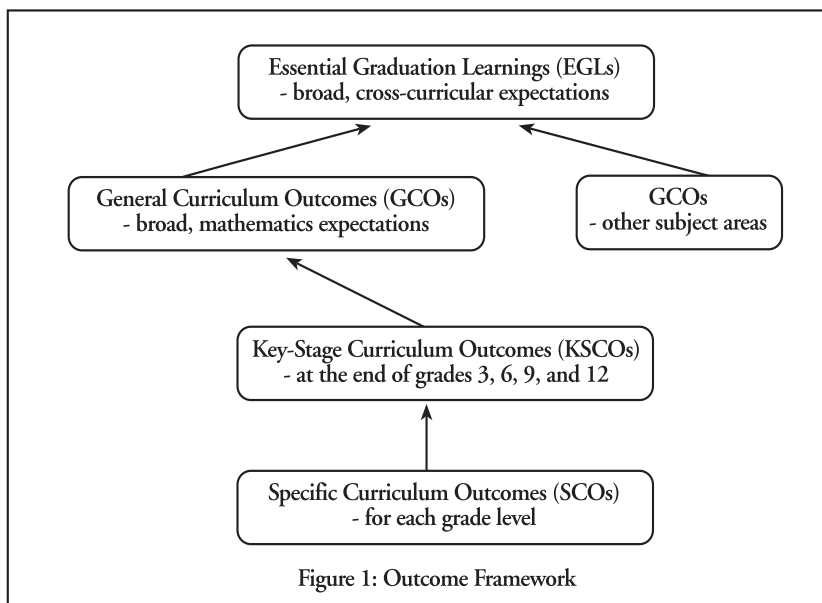 Essential Graduation Learnings (EGLs)
- broad, cross-curricular expectations
General Curriculum Outcomes (GCOs)
- broad, mathematics expectations
GCOs
- other subject areas
Key-Stage Curriculum Outcomes (KSCOs)
- at the end of grades 3, 6, 9, and 12
Specific Curriculum Outcomes (SCOs)
- for each grade level
Figure 1: Outcome Framework